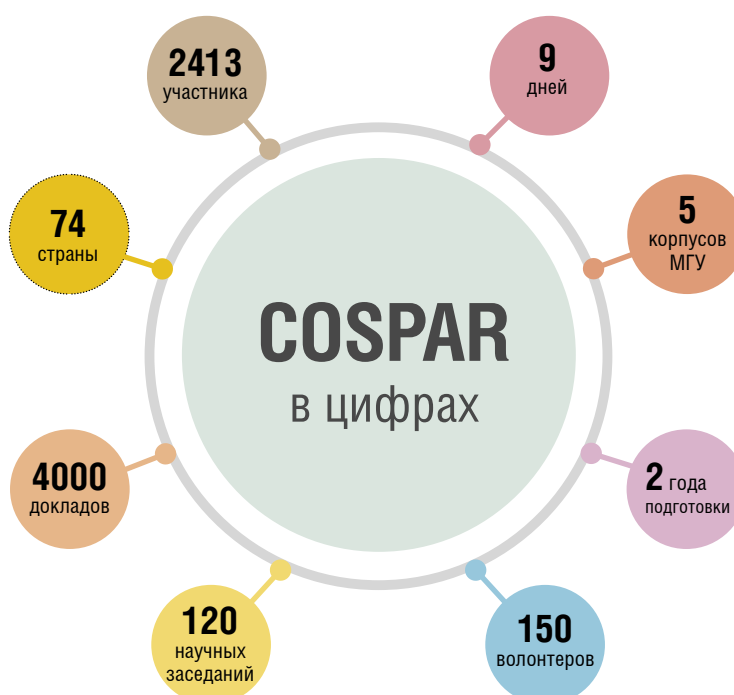 2413
участника
9
дней
74
страны
5
корпусов
МГУ
COSPAR
в цифрах
4000
докладов
2 года
подготовки
120
научных
заседаний
150
волонтеров